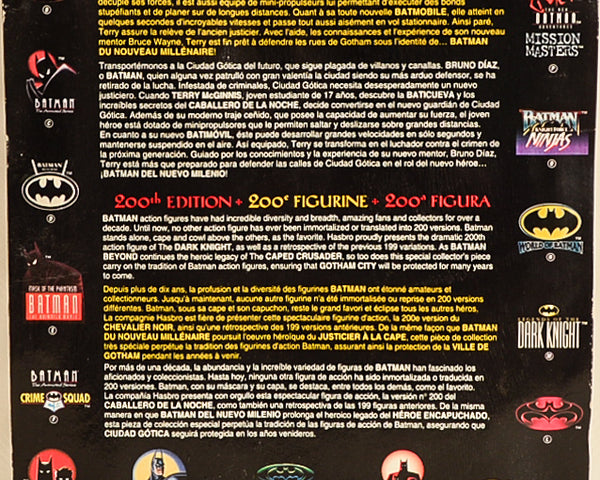 décuplé ses forces, il est aussi équipé de mini-propulseurs lui permettant d'exécuter des bonds
stupéfiants et de planer sur de longues distances. Quant à sa toute nouvelle BATMOBILE, elle atteint en
quelques secondes d'incroyables vitesses et passe tout aussi aisément en vol stationnaire. Ainsi paré,
Terry assure la relève de l'ancien justicier. Avec l'aide, les connaissances et l'expérience de son nouveau
mentor Bruce Wayne, Terry est fin prêt à défendre les rues de Gotham sous l'identité de... BATMAN
DU NOUVEAU MILLÉNAIRE!
Transportémonos a la Ciudad Gótica del futuro, que sigue plagada de villanos y canallas. BRUNO DÍAZ,
o BATMAN, quien alguna vez patrulló con gran valentía la ciudad siendo su más arduo defensor, se ha
retirado de la lucha. Infestada de criminales, Ciudad Gótica necesita desesperadamente un nuevo
justiciero. Cuando TERRY McGINNIS, joven estudiante de 17 años, descubre la BATICUEVA y los
increíbles secretos del CABALLERO DE LA NOCHE, decide convertirse en el nuevo guardián de Ciudad
Gótica. Además de su moderno traje ceñido, que posee la capacidad de aumentar su fuerza, el joven
héroe está dotado de minipropulsores que le permiten saltar y deslizarse sobre grandes distancias.
En cuanto a su nuevo BATIMÓVIL, éste puede desarrollar grandes velocidades en sólo segundos y
mantenerse suspendido en el aire. Así equipado, Terry se transforma en el luchador contra el crimen de
la próxima generación. Guiado por los conocimientos y la experiencia de su nuevo mentor, Bruno Díaz,
Terry está más que preparado para defender las calles de Ciudad Gótica en el rol del nuevo héroe...
¡BATMAN DEL NUEVO MILENIO!
200th EDITION + 200e FIGURINE + 200a FIGURA
BATMAN action figures have had incredible diversity and breadth, amazing fans and collectors for over a
decade. Until now, no other action figure has ever been immortalized or translated into 200 versions. Batman
stands alone, cape and cowl above the others, as the favorite. Hasbro proudly presents the dramatic 200th
action figure of The DARK KNIGHT, as well as a retrospective of the previous 199 variations. As BATMAN
BEYOND continues the heroic legacy of The CAPED CRUSADER, so too does this special collector's piece
carry on the tradition of Batman action figures, ensuring that GOTHAM CITY will be protected for many years
to come.
Depuis plus de dix ans, la profusion et la diversité des figurines BATMAN ont étonné amateurs et
collectionneurs. Jusqu'à maintenant, aucune autre figurine n'a été immortalisée ou reprise en 200 versions
différentes. Batman, sous sa cape et son capuchon, reste le grand favori et éclipse tous les autres héros.
La compagnie Hasbro est fière de présenter cette spectaculaire figurine d'action, la 200e version du
CHEVALIER NOIR, ainsi qu'une rétrospective des 199 versions antérieures. De la même façon que BATMAN
DU NOUVEAU MILLÉNAIRE poursuit l'oeuvre héroïque du JUSTICIER À LA CAPE, cette pièce de collection
très spéciale perpétue la tradition des figurines d'action Batman, assurant ainsi la protection de la VILLE DE
GOTHAM pendant les années à venir.
Por más de una década, la abundancia y la increíble variedad de figuras de BATMAN han fascinado los
aficionados y coleccionistas. Hasta hoy, ninguna otra figura de acción ha sido inmortalizada o traducida en
200 versiones. Batman, con su máscara y su capa, se destaca, entre todos los demás, como el favorito.
La compañía Hasbro presenta con orgullo esta espectacular figura de acción, la versión n° 200 del
CABALLERO DE LA NOCHE, como también una retrospectiva de las 199 figuras anteriores. De la misma
manera en que BATMAN DEL NUEVO MILENIO prolonga el heroico legado del HÉROE ENCAPUCHADO,
esta pieza de colección especial perpetúa la tradición de las figuras de acción de Batman, asegurando que
CIUDAD GÓTICA seguirá protegida en los años venideros.
BATMAN
The Animated Series
BATMAN
RETURNS
MASK OF THE PHANTASM
BATMAN
THE ANIMATED MOVIE
BATMAN
The Animated Series
CRIME SQUAD
BATMAN
ADVENTURES
MISSION
MASTERS
BATMAN
KNIGHT FORCE
NINJAS
WORLD OF BATMAN
LEGENDS OF THE
DARK KNIGHT